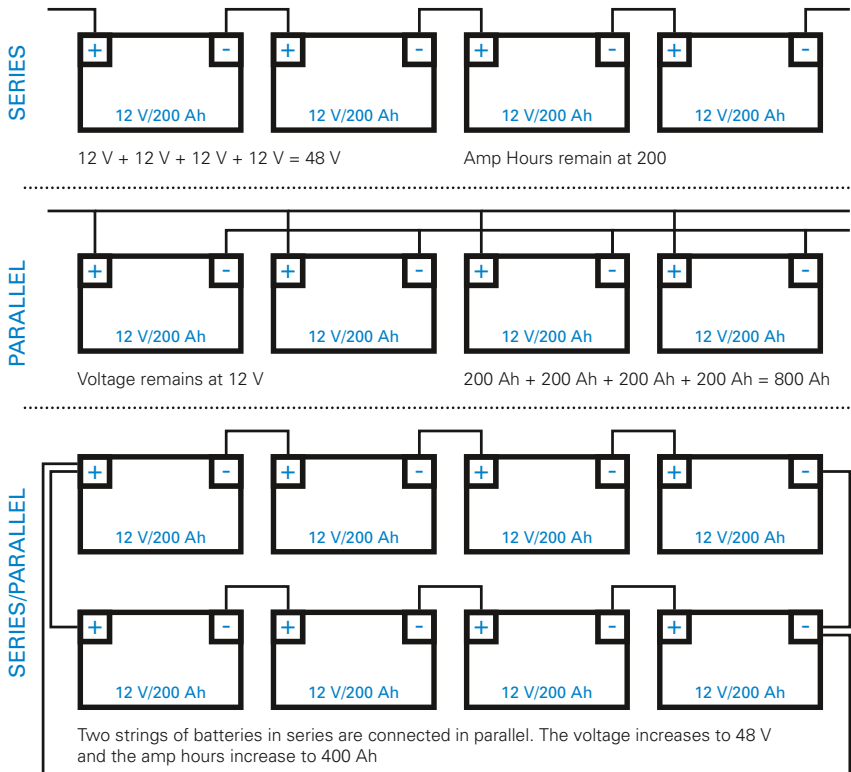 SERIES
+ - + - + - + -
12 V/200 Ah 12 V/200 Ah 12 V/200 Ah 12 V/200 Ah
12 V + 12 V + 12 V + 12 V = 48 V
Amp Hours remain at 200
PARALLEL
+ - + - + - + -
12 V/200 Ah 12 V/200 Ah 12 V/200 Ah 12 V/200 Ah
Voltage remains at 12 V
200 Ah + 200 Ah + 200 Ah + 200 Ah = 800 Ah
SERIES/PARALLEL
+ - + - + - + -
12 V/200 Ah 12 V/200 Ah 12 V/200 Ah 12 V/200 Ah
+ - + - + - + -
12 V/200 Ah 12 V/200 Ah 12 V/200 Ah 12 V/200 Ah
Two strings of batteries in series are connected in parallel. The voltage increases to 48 V
and the amp hours increase to 400 Ah